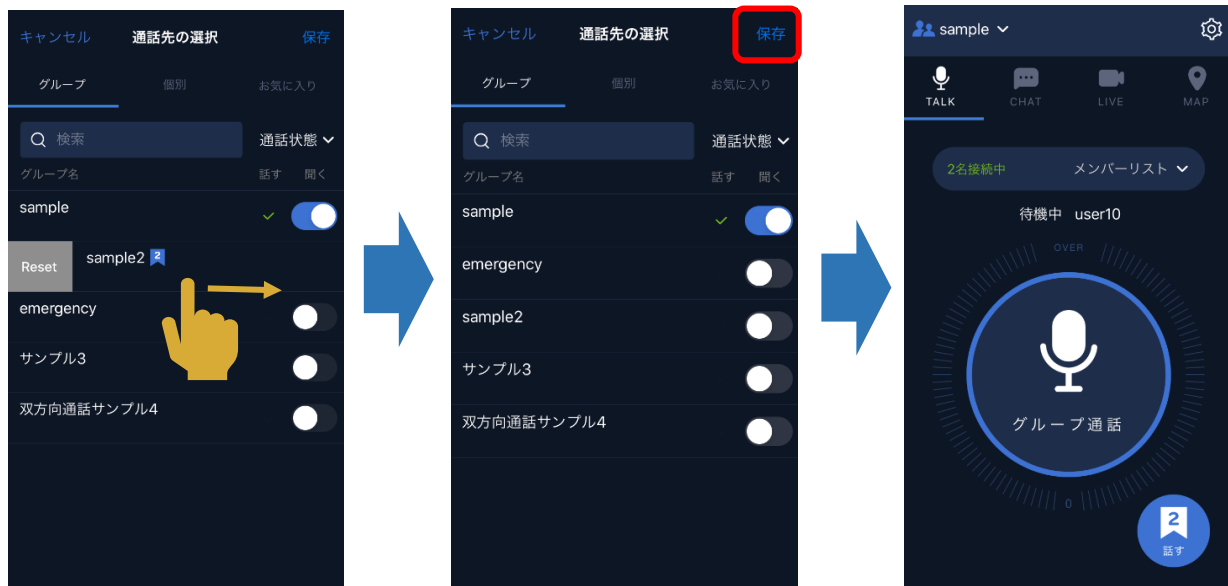 キャンセル 通話先の選択 保存
グループ 個別 お気に入り
検索 通話状態
グループ名 話す 聞く
sample
Reset sample2 2
emergency
サンプル3
双方向通話サンプル4
キャンセル 通話先の選択 保存
グループ 個別 お気に入り
検索 通話状態
グループ名 話す 聞く
sample
emergency
sample2
サンプル3
双方向通話サンプル4
sample
TALK CHAT LIVE MAP
2名接続中 メンバーリスト
待機中 user10
OVER
グループ通話
0
2
話す